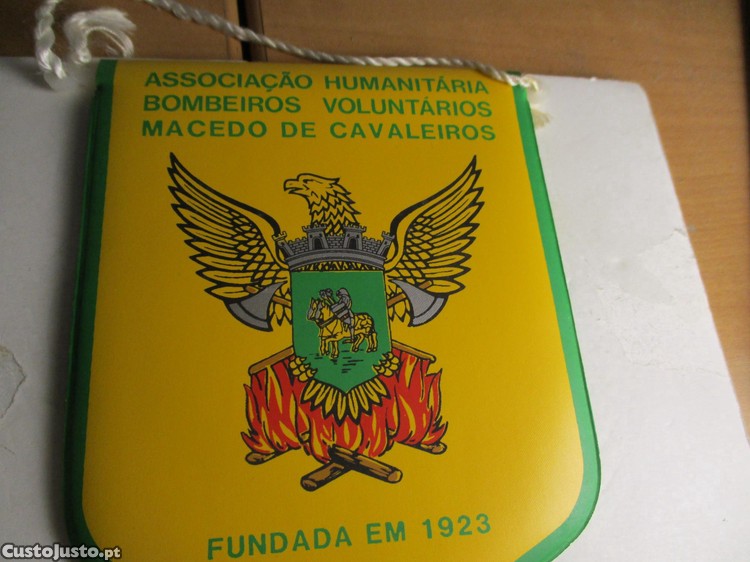 ASSOCIAÇÃO HUMANITÁRIA
BOMBEIROS VOLUNTÁRIOS
MACEDO DE CAVALEIROS
FUNDADA EM 1923
CustoJusto.pt